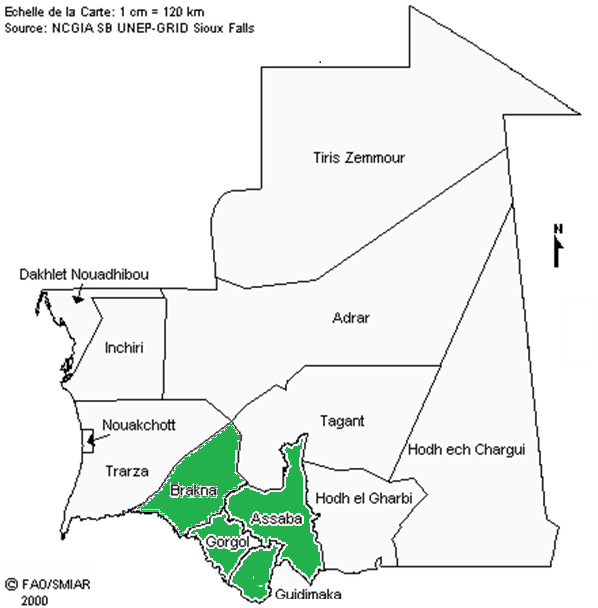 Echelle de la Carte: 1 cm = 120 km
Source: NCGIA SB UNEP-GRID Sioux Falls
Tiris Zemmour
N
Dakhlet Nouadhibou
Adrar
Inchiri
Nouakchott
Tagant
Hodh ech Chargui
Trarza
Brakna
Hodh el Gharbi
Assaba
Gorgol
Guidimaka
© FAO/SMIAR
2000